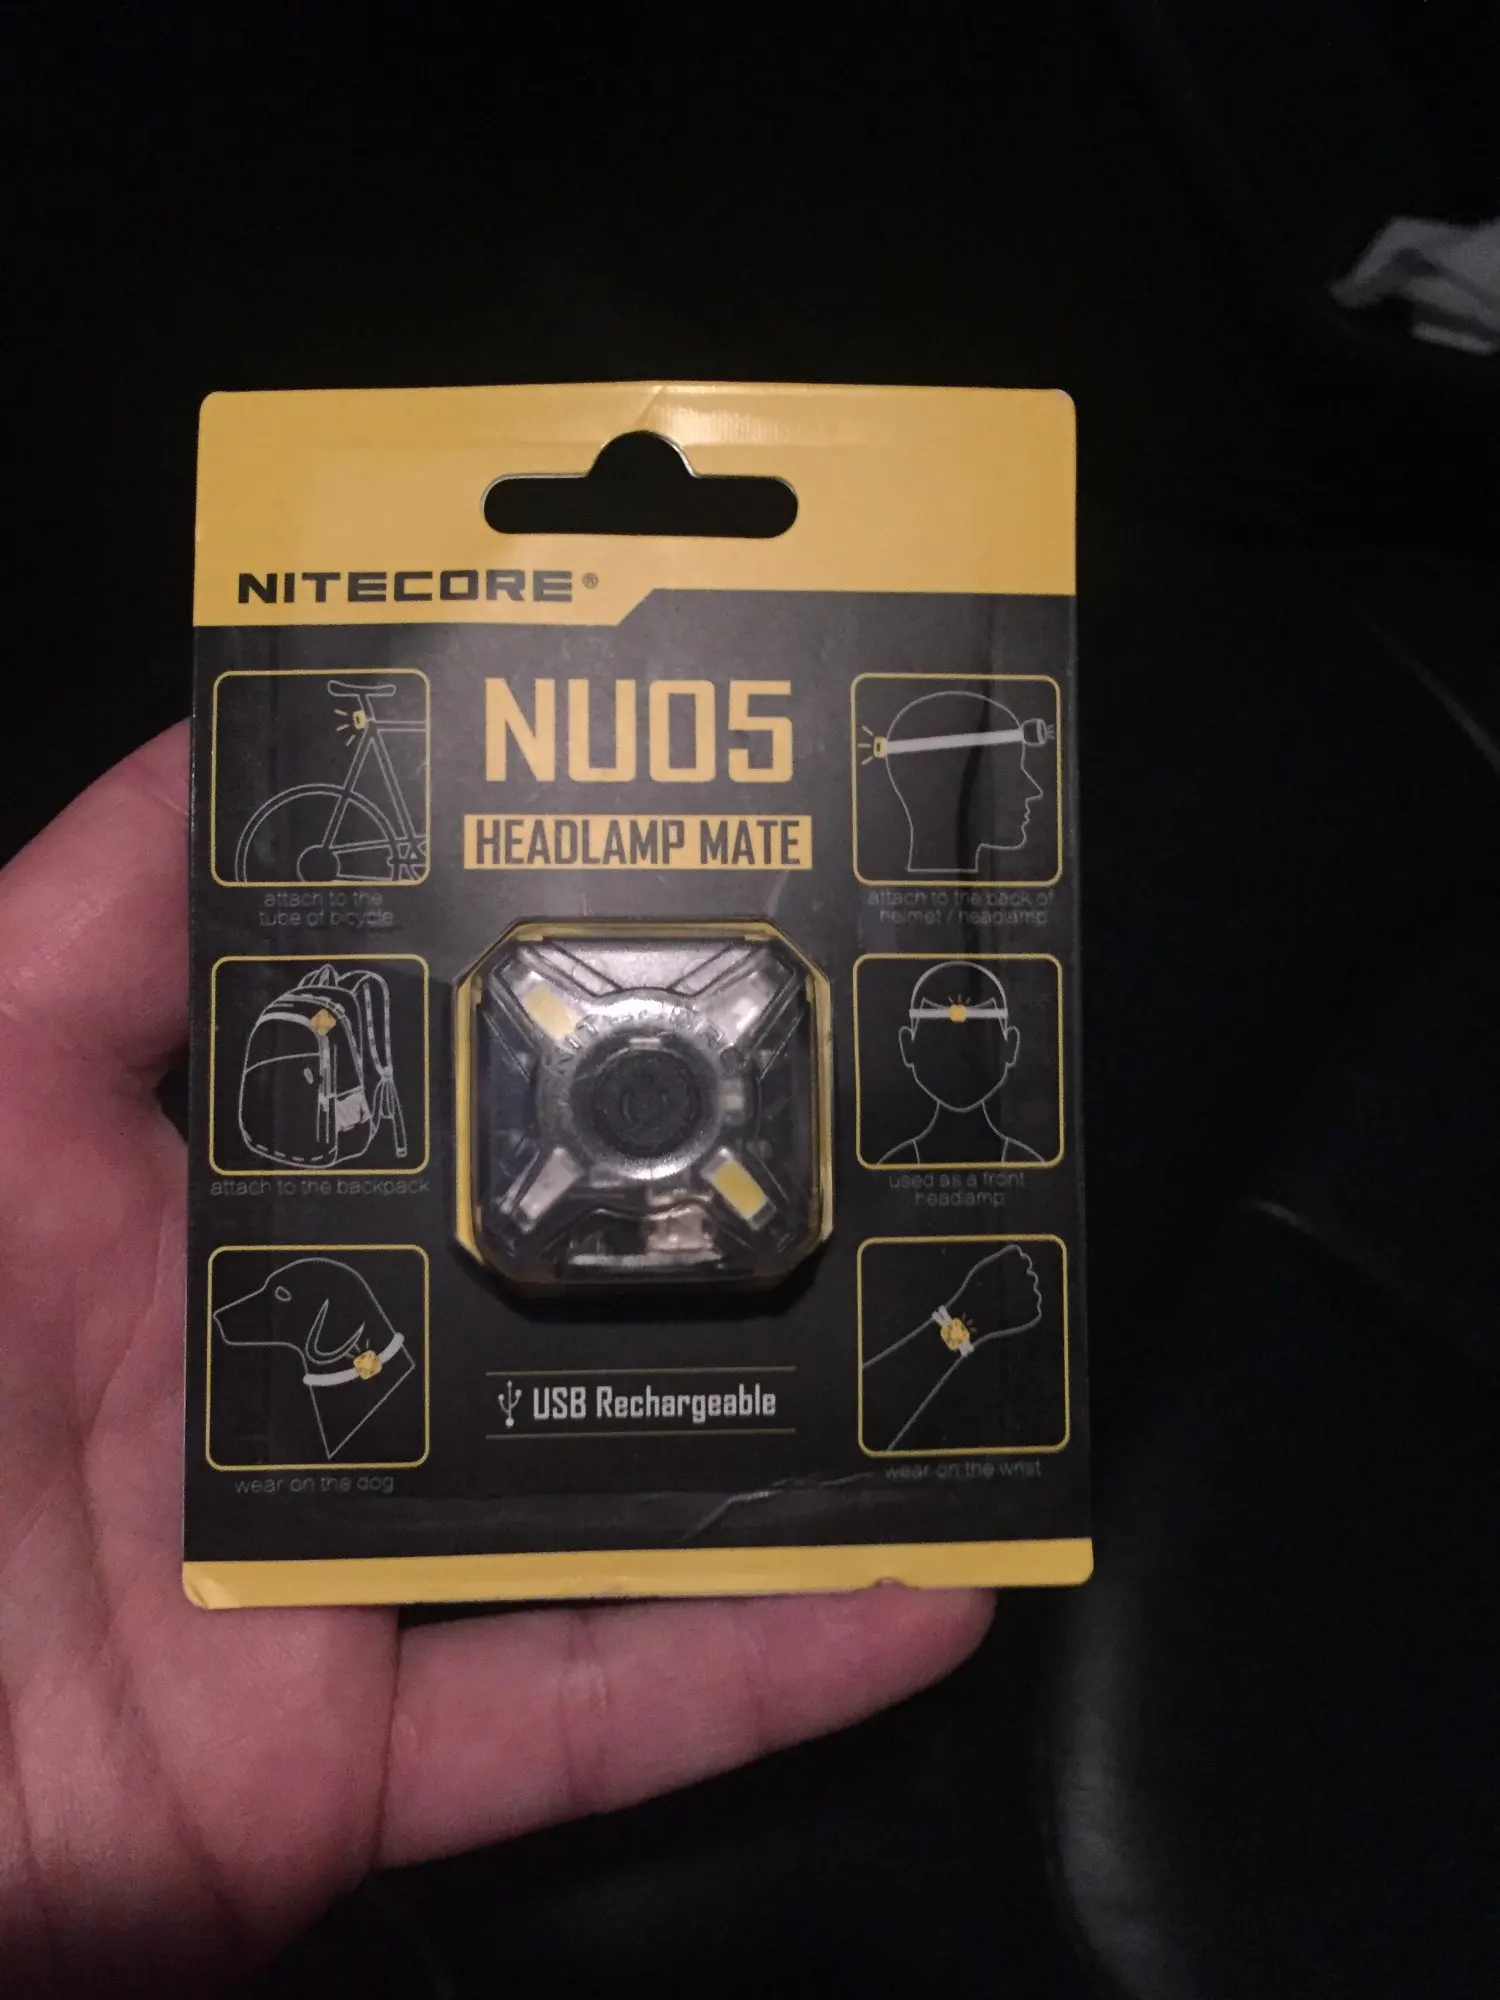 NITECORE®
NU05
HEADLAMP MATE
attach to the
tube of bicycle
attach to the back of
helmet / headlamp
attach to the backpack
used as a front
headlamp
wear on the dog
wear on the wrist
USB Rechargeable